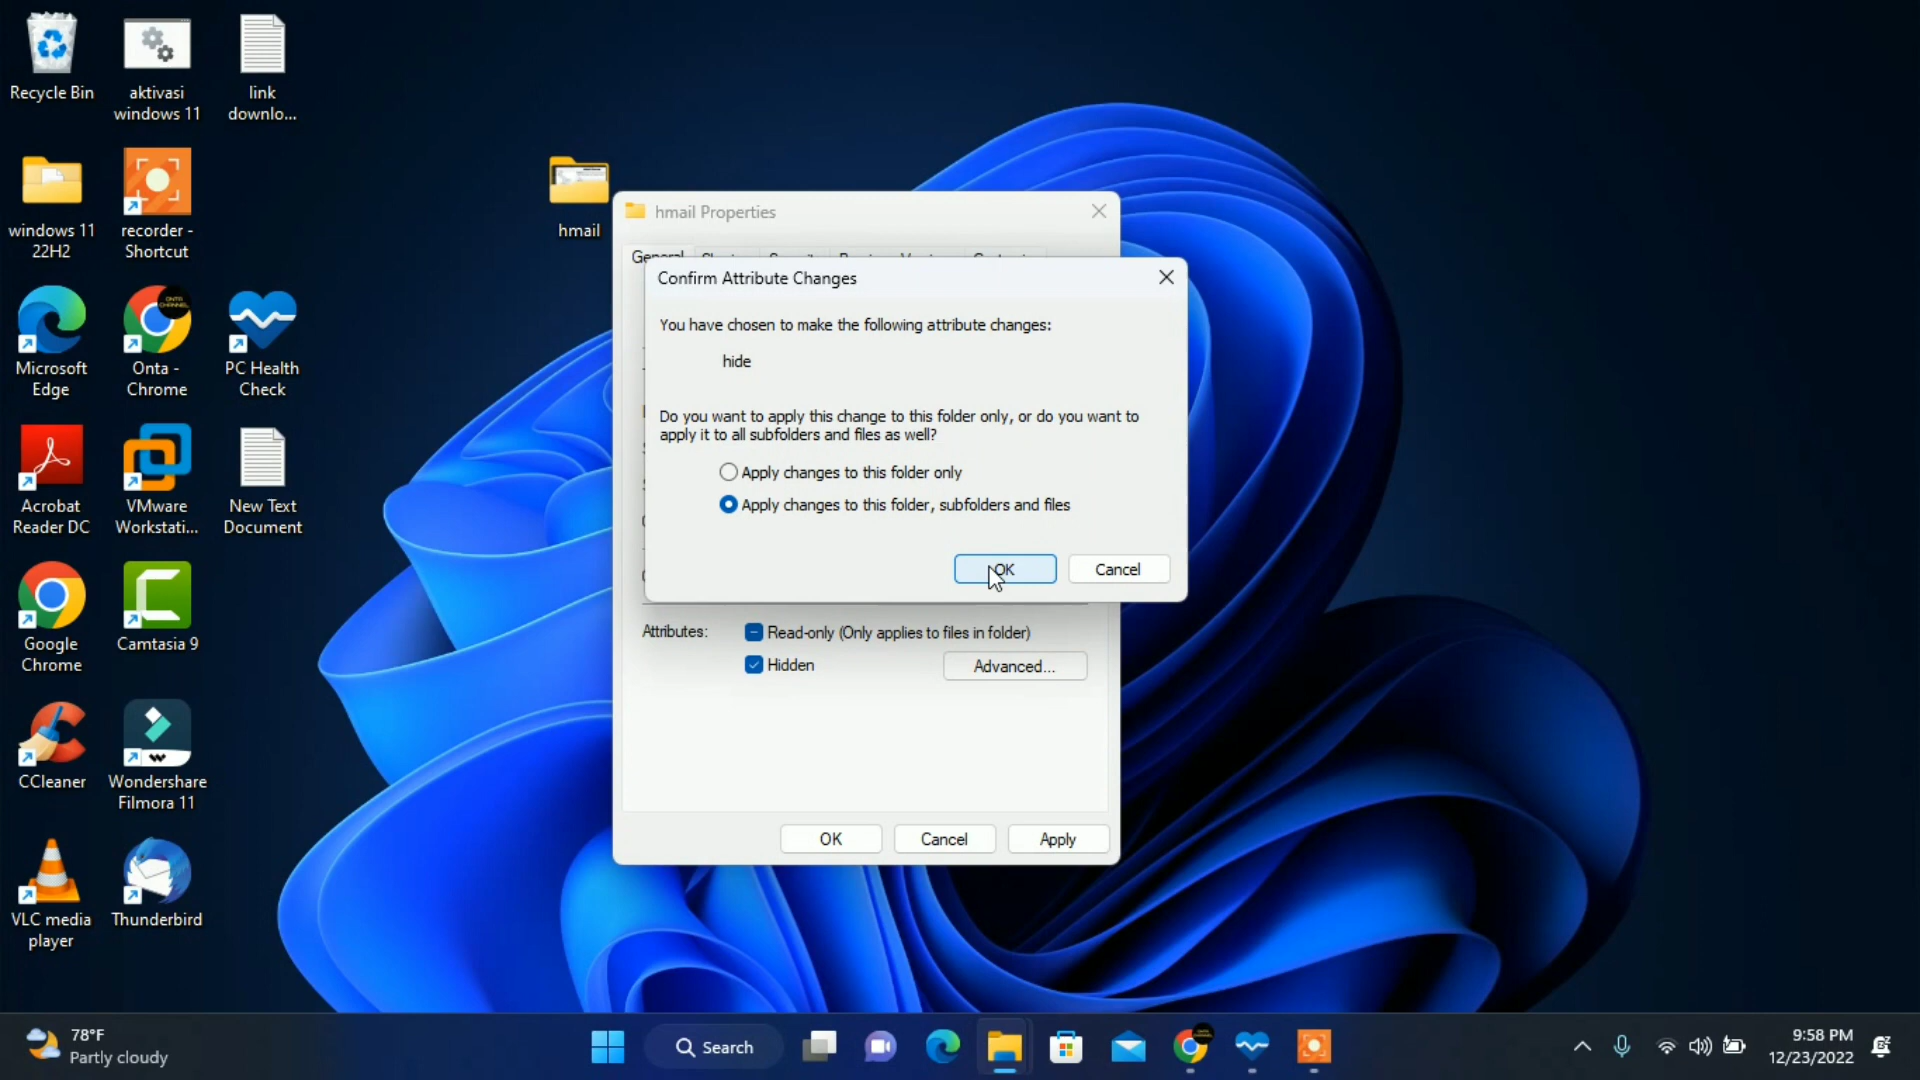 Recycle Bin
aktivasi
windows 11
link
downlo...
windows 11
22H2
recorder -
Shortcut
Microsoft
Edge
Onta -
Chrome
PC Health
Check
Acrobat
Reader DC
VMware
Workstati...
New Text
Document
Google
Chrome
Camtasia 9
CCleaner
Wondershare
Filmora 11
VLC media
player
Thunderbird
hmail
hmail Properties
General
Confirm Attribute Changes
You have chosen to make the following attribute changes:
hide
Do you want to apply this change to this folder only, or do you want to
apply it to all subfolders and files as well?
Apply changes to this folder only
Apply changes to this folder, subfolders and files
OK
Cancel
Attributes:
Read-only (Only applies to files in folder)
Hidden
Advanced...
OK
Cancel
Apply
78°F
Partly cloudy
Search
9:58 PM
12/23/2022